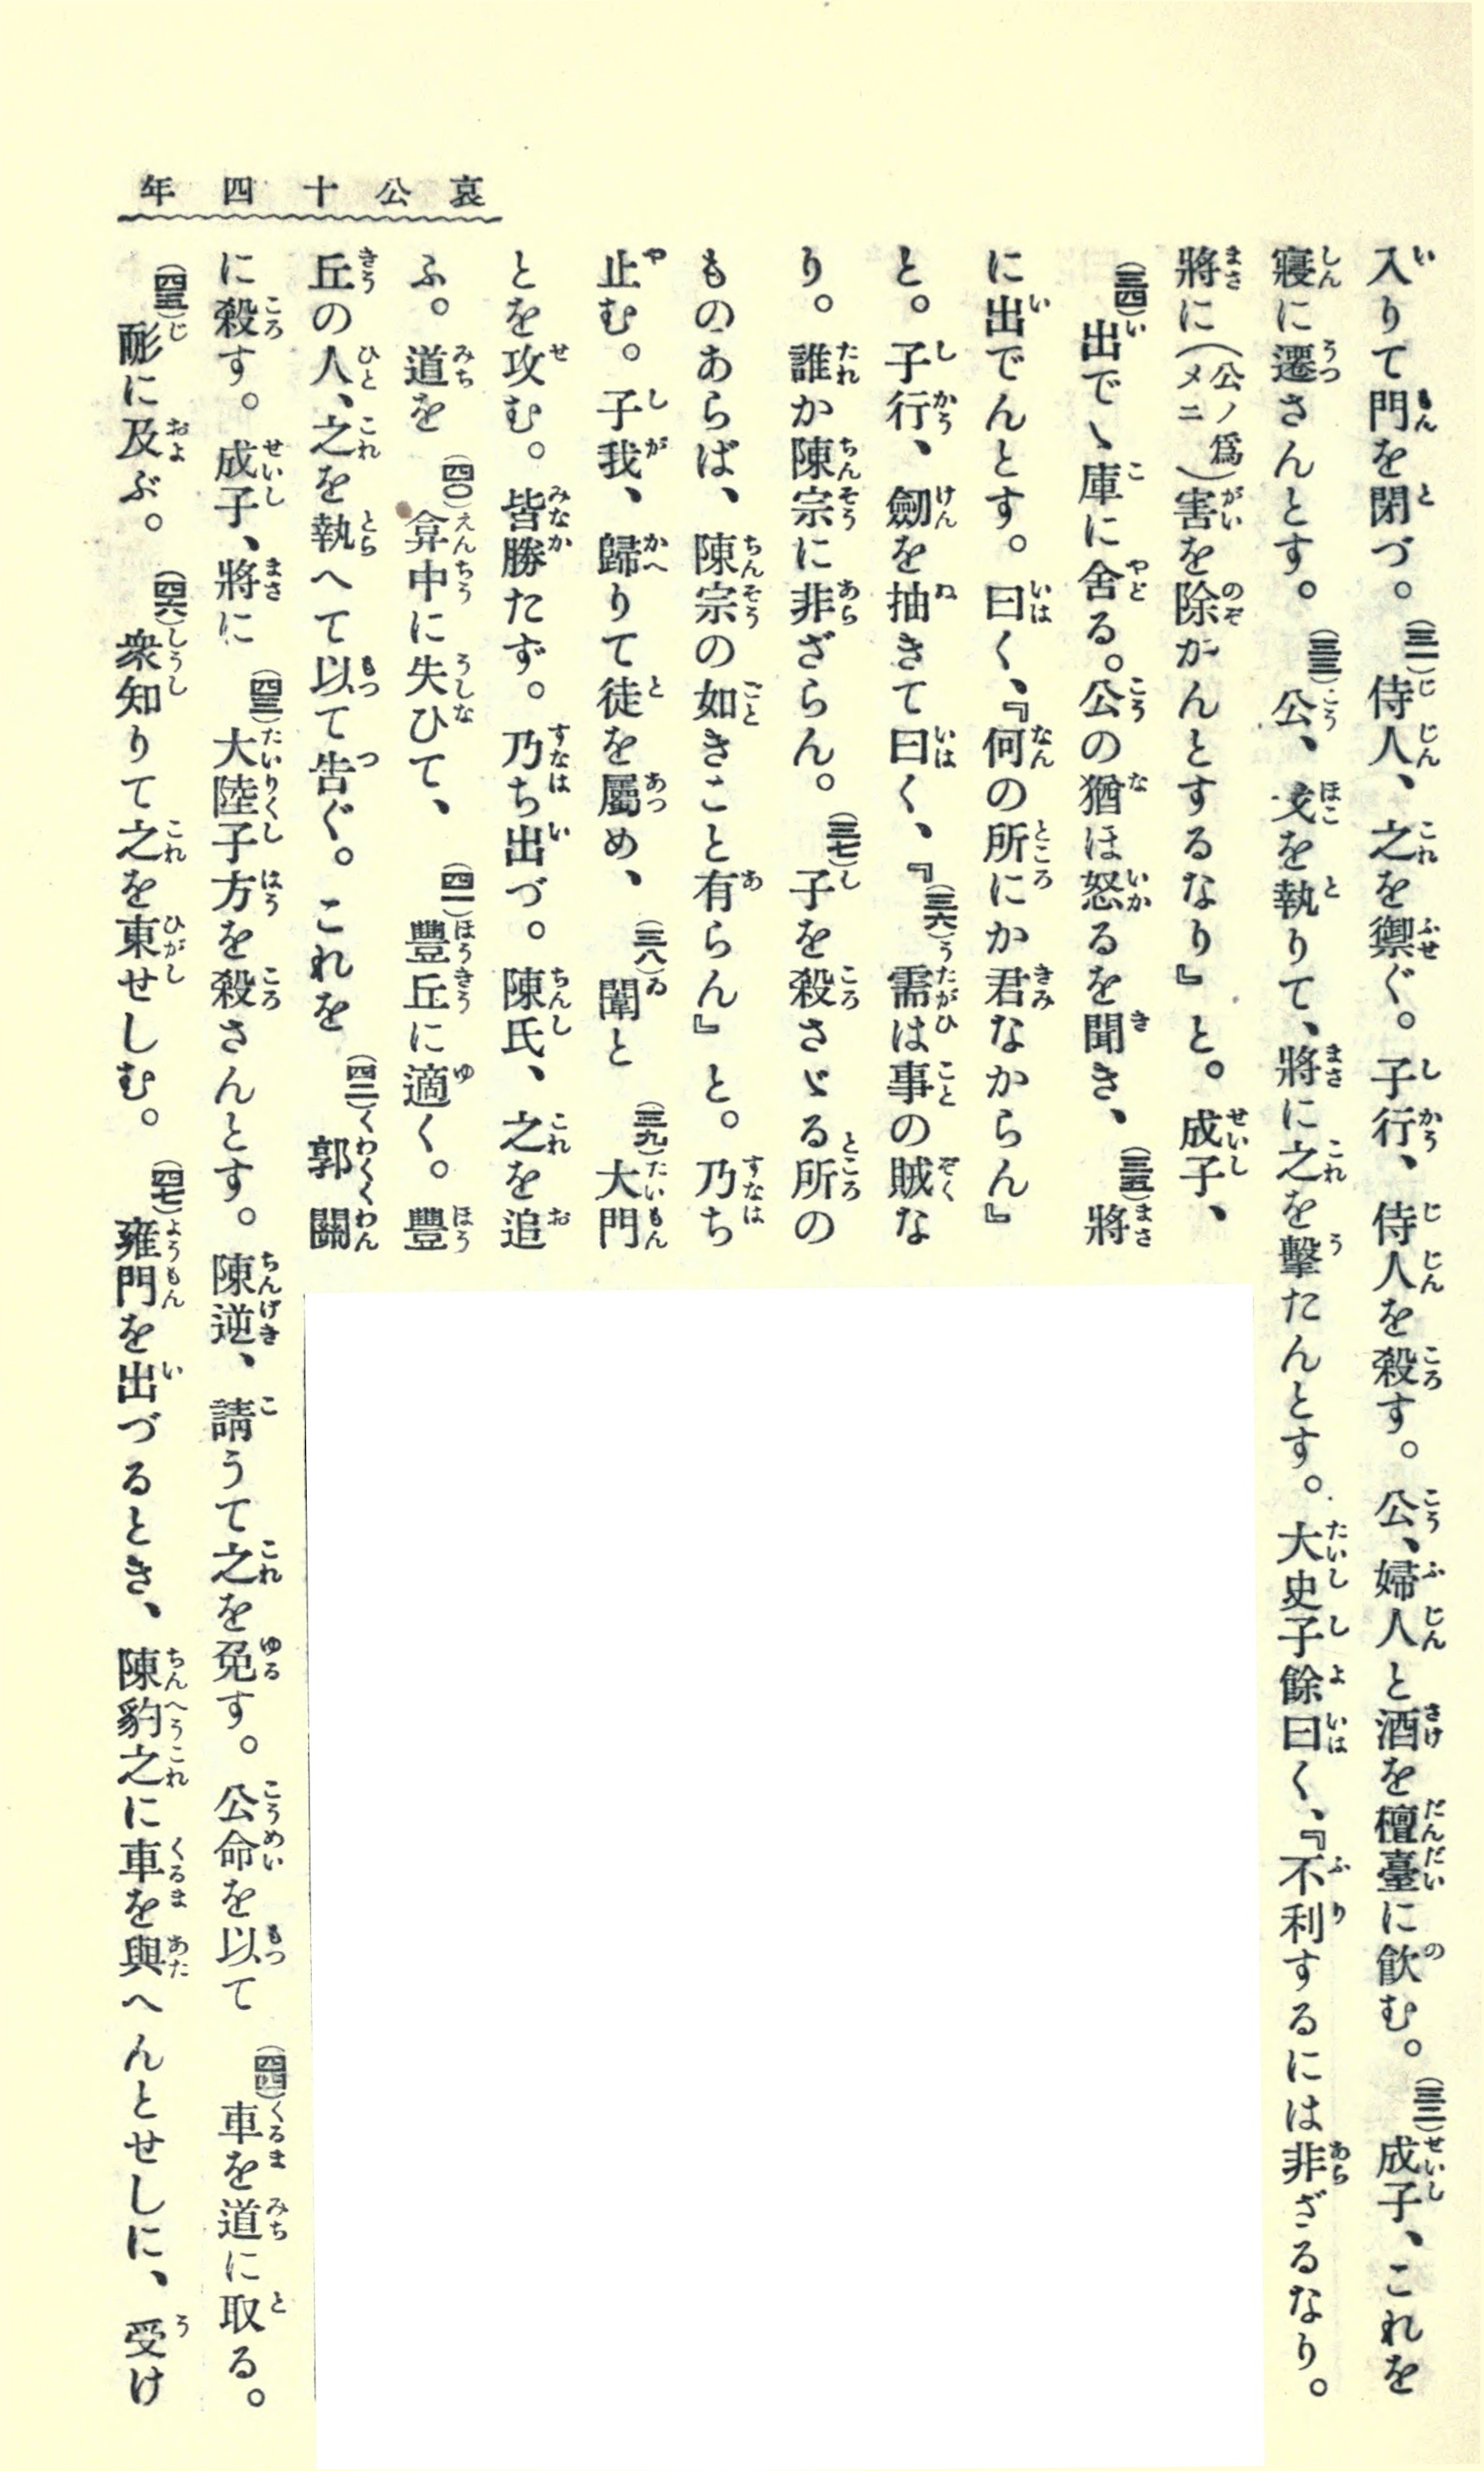 哀公十四年
入りて門を閉づ。(三一)侍人、之を禦ぐ。子行、侍人を殺す。公、婦人と酒を檀臺に飮む。(三二)成子、これを
寢に遷さんとす。(三三)公、戈を執りて、將に之を擊たんとす。大史子餘曰く、『不利するには非ざるなり。
將に(公ノ爲メニ)害を除がんとするなり』と。成子、
(三四)出でゝ庫に舍る。公の猶ほ怒るを聞き、(三五)將
に出でんとす。曰く、『何の所にか君なからん』
と。子行、劒を抽きて曰く、『(三六)需は事の賊な
り。誰か陳宗に非ざらん。(三七)子を殺さゞる所の
ものあらば、陳宗の如きこと有らん』と。乃ち
止む。子我、歸りて徒を屬め、(三八)闈と(三九)大門
とを攻む。皆勝たず。乃ち出づ。陳氏、之を追
ふ。道を(四〇)弇中に失ひて、(四一)豐丘に適く。豐
丘の人、之を執へて以て告ぐ。これを(四二)郭關
に殺す。成子、將に(四三)大陸子方を殺さんとす。陳逆、請うて之を免す。公命を以て(四四)車を道に取る。
(四五)耏に及ぶ。(四六)衆知りて之を東せしむ。(四七)雍門を出づるとき、陳豹之に車を與へんとせしに、受け